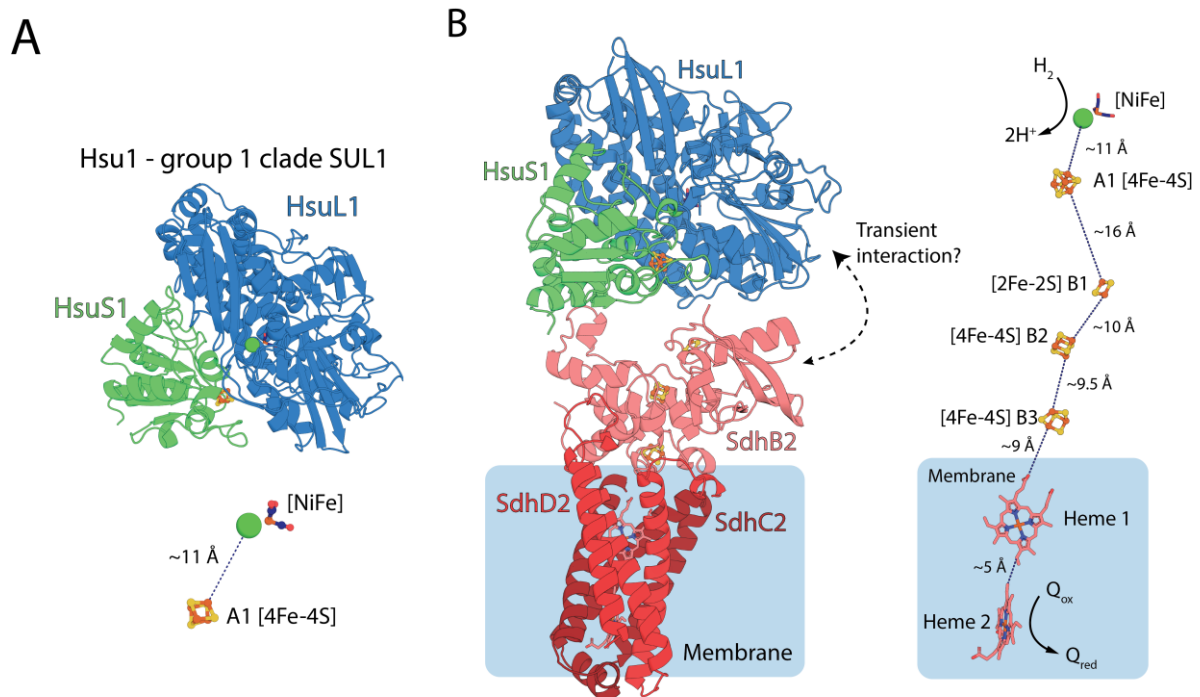 A
Hsu1 - group 1 clade SUL1
HsuL1
HsuS1
[NiFe]
~11 Å
A1 [4Fe-4S]
B
HsuL1
HsuS1
Transient
interaction?
SdhB2
SdhD2
SdhC2
Membrane
H2
[NiFe]
2H+
~11 Å
A1 [4Fe-4S]
~16 Å
[2Fe-2S] B1
~10 Å
[4Fe-4S] B2
~9.5 Å
[4Fe-4S] B3
~9 Å
Membrane
Heme 1
~5 Å
Qox
Heme 2
Qred